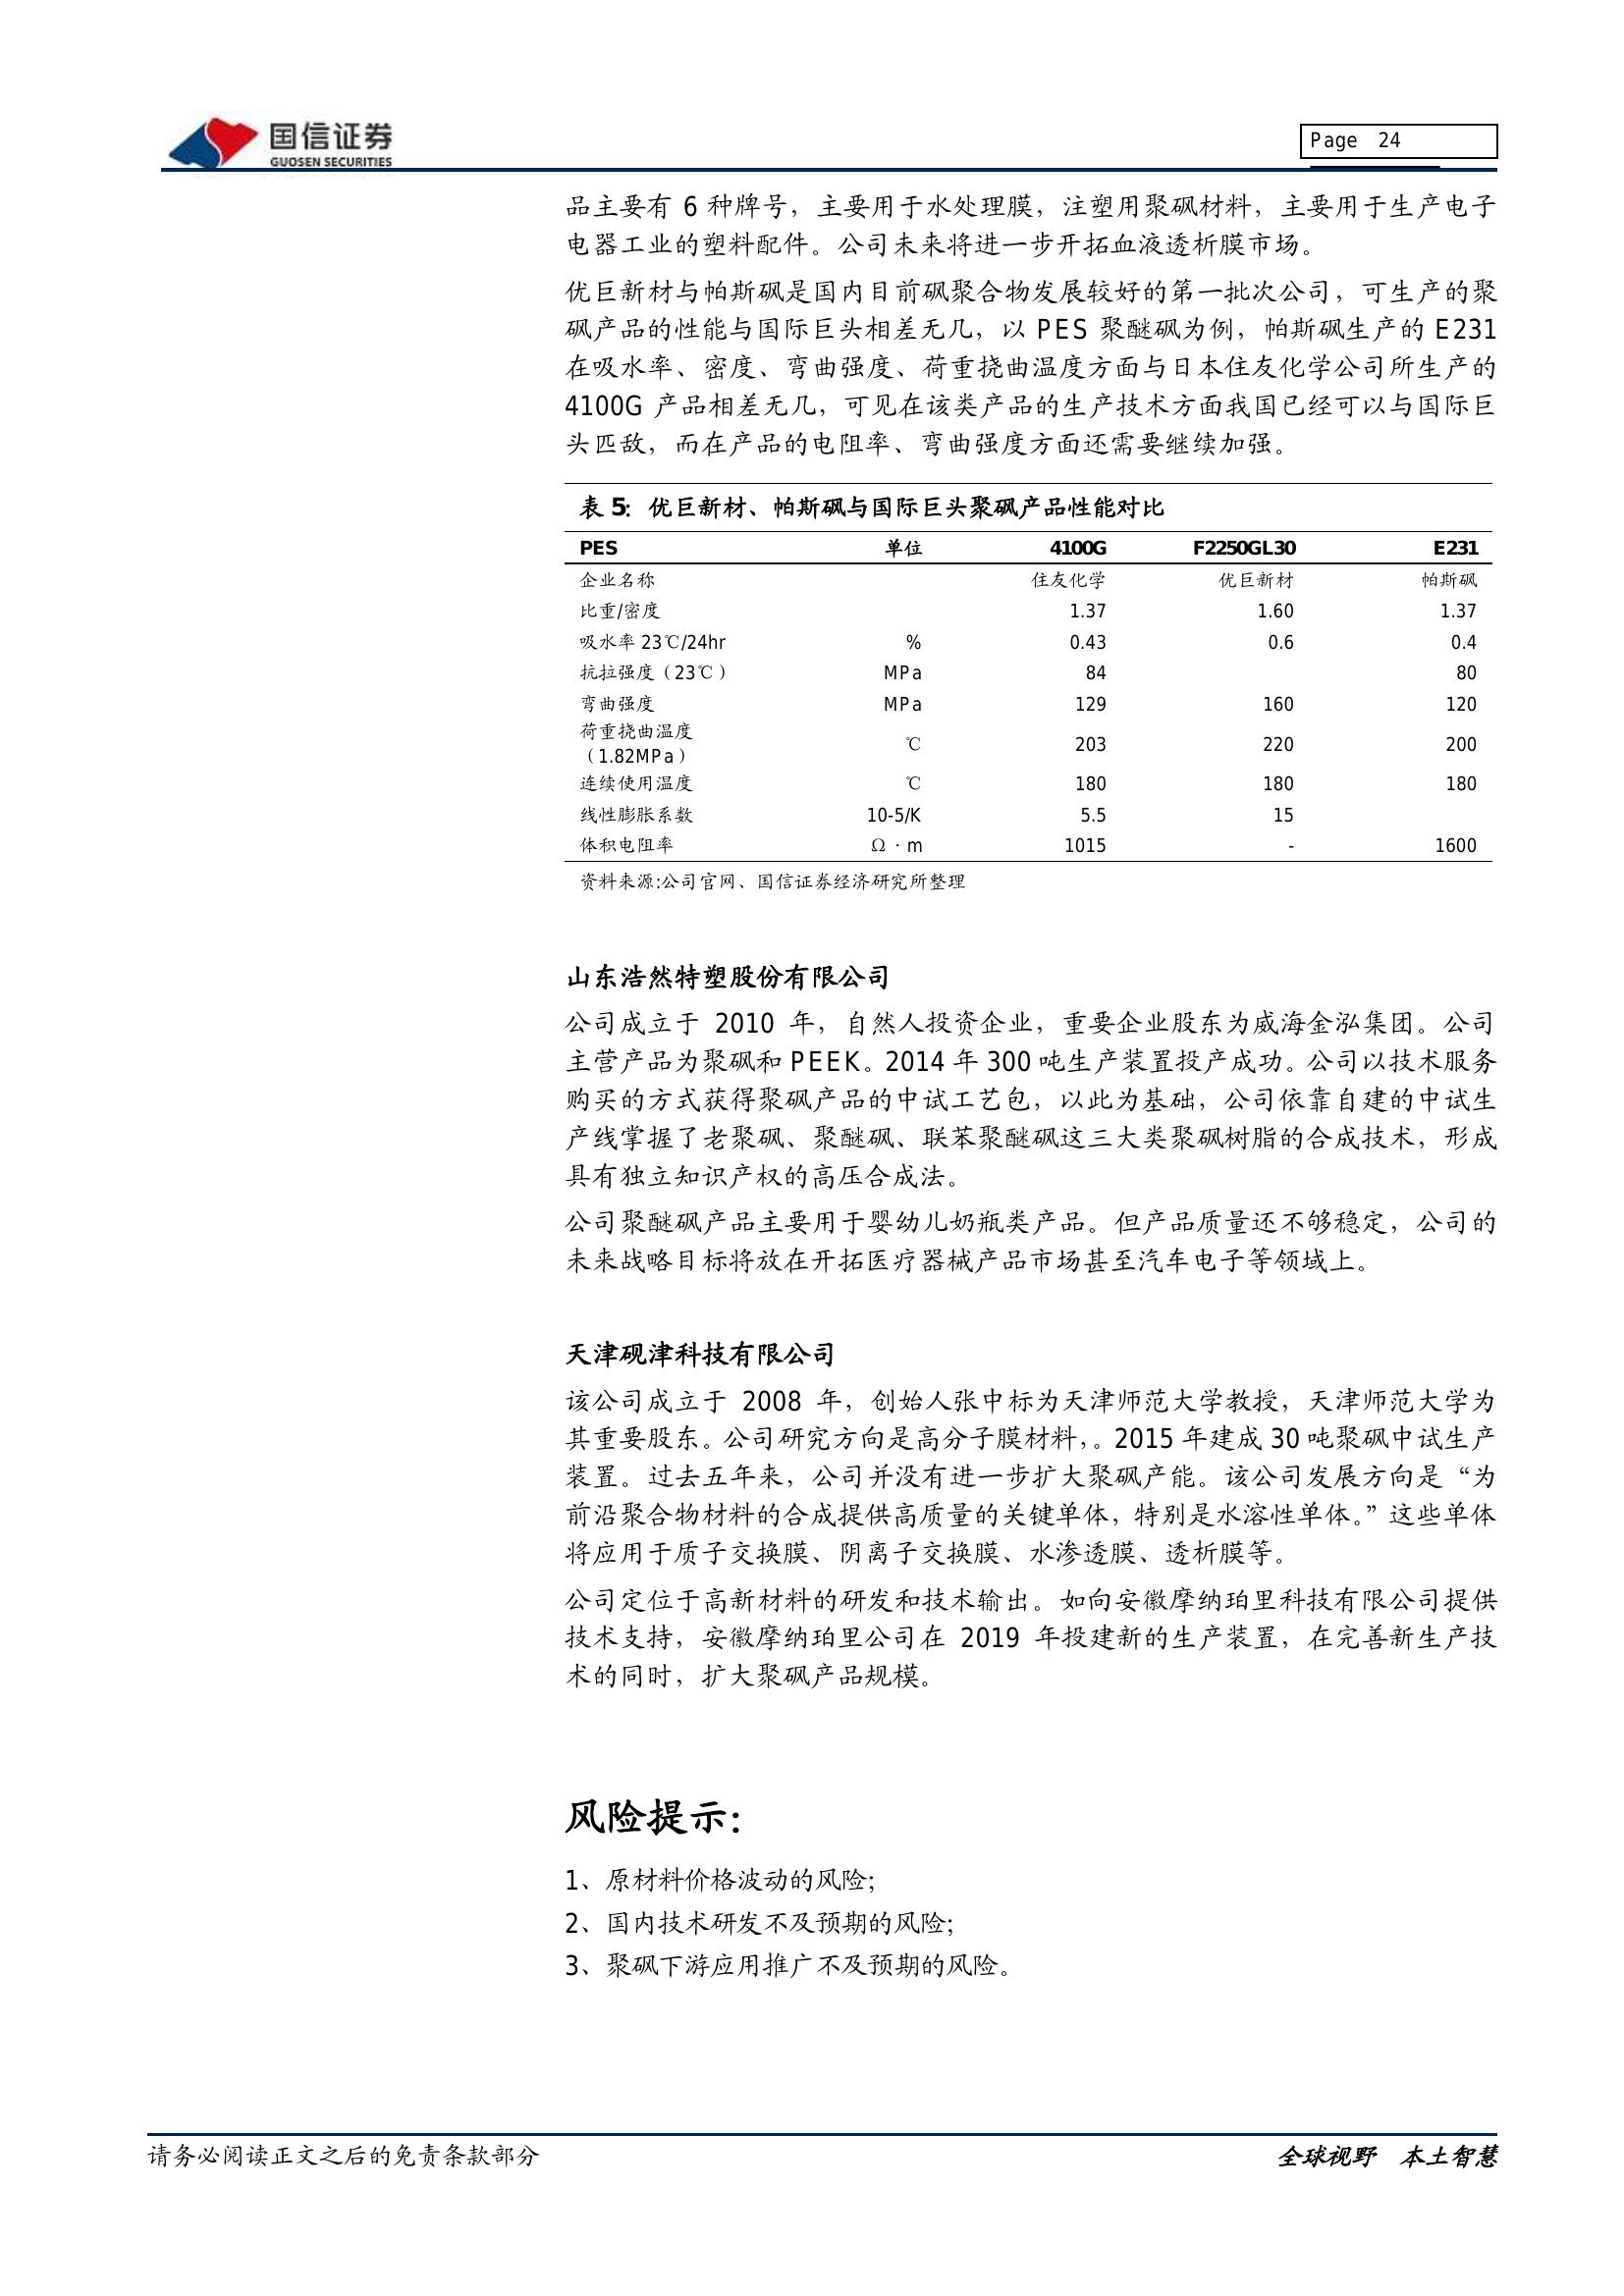 国信证券
GUOSEN SECURITIES
Page 24
品主要有 6 种牌号，主要用于水处理膜，注塑用聚砜材料，主要用于生产电子
电器工业的塑料配件。公司未来将进一步开拓血液透析膜市场。
优巨新材与帕斯砜是国内目前砜聚合物发展较好的第一批次公司，可生产的聚
砜产品的性能与国际巨头相差无几，以 PES 聚醚砜为例，帕斯砜生产的 E231
在吸水率、密度、弯曲强度、荷重挠曲温度方面与日本住友化学公司所生产的
4100G 产品相差无几，可见在该类产品的生产技术方面我国已经可以与国际巨
头匹敌，而在产品的电阻率、弯曲强度方面还需要继续加强。
表 5：优巨新材、帕斯砜与国际巨头聚砜产品性能对比
PES 单位 4100G F2250GL30 E231
企业名称 住友化学 优巨新材 帕斯砜
比重/密度 1.37 1.60 1.37
吸水率 23℃/24hr % 0.43 0.6 0.4
抗拉强度（23℃） MPa 84 80
弯曲强度 MPa 129 160 120
荷重挠曲温度
（1.82MPa） ℃ 203 220 200
连续使用温度 ℃ 180 180 180
线性膨胀系数 10-5/K 5.5 15
体积电阻率 Ω·m 1015 - 1600
资料来源:公司官网、国信证券经济研究所整理
山东浩然特塑股份有限公司
公司成立于 2010 年，自然人投资企业，重要企业股东为威海金泓集团。公司
主营产品为聚砜和 PEEK。2014 年 300 吨生产装置投产成功。公司以技术服务
购买的方式获得聚砜产品的中试工艺包，以此为基础，公司依靠自建的中试生
产线掌握了老聚砜、聚醚砜、联苯聚醚砜这三大类聚砜树脂的合成技术，形成
具有独立知识产权的高压合成法。
公司聚醚砜产品主要用于婴幼儿奶瓶类产品。但产品质量还不够稳定，公司的
未来战略目标将放在开拓医疗器械产品市场甚至汽车电子等领域上。
天津砚津科技有限公司
该公司成立于 2008 年，创始人张中标为天津师范大学教授，天津师范大学为
其重要股东。公司研究方向是高分子膜材料，。2015 年建成 30 吨聚砜中试生产
装置。过去五年来，公司并没有进一步扩大聚砜产能。该公司发展方向是“为
前沿聚合物材料的合成提供高质量的关键单体，特别是水溶性单体。”这些单体
将应用于质子交换膜、阴离子交换膜、水渗透膜、透析膜等。
公司定位于高新材料的研发和技术输出。如向安徽摩纳珀里科技有限公司提供
技术支持，安徽摩纳珀里公司在 2019 年投建新的生产装置，在完善新生产技
术的同时，扩大聚砜产品规模。
风险提示：
1、原材料价格波动的风险；
2、国内技术研发不及预期的风险；
3、聚砜下游应用推广不及预期的风险。
请务必阅读正文之后的免责条款部分
全球视野 本土智慧